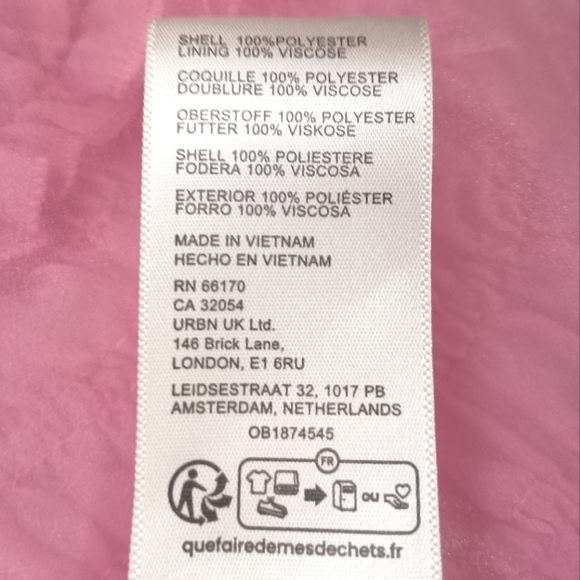 SHELL 100%POLYESTER
LINING 100% VISCOSE
COQUILLE 100% POLYESTER
DOUBLURE 100% VISCOSE
OBERSTOFF 100% POLYESTER
FUTTER 100% VISKOSE
SHELL 100% POLIESTERE
FODERA 100% VISCOSA
EXTERIOR 100% POLIÉSTER
FORRO 100% VISCOSA
MADE IN VIETNAM
HECHO EN VIETNAM
RN 66170
CA 32054
URBN UK Ltd.
146 Brick Lane,
LONDON, E1 6RU
LEIDSESTRAAT 32, 1017 PB
AMSTERDAM, NETHERLANDS
OB1874545
FR
ou
quefairedemesdechets.fr